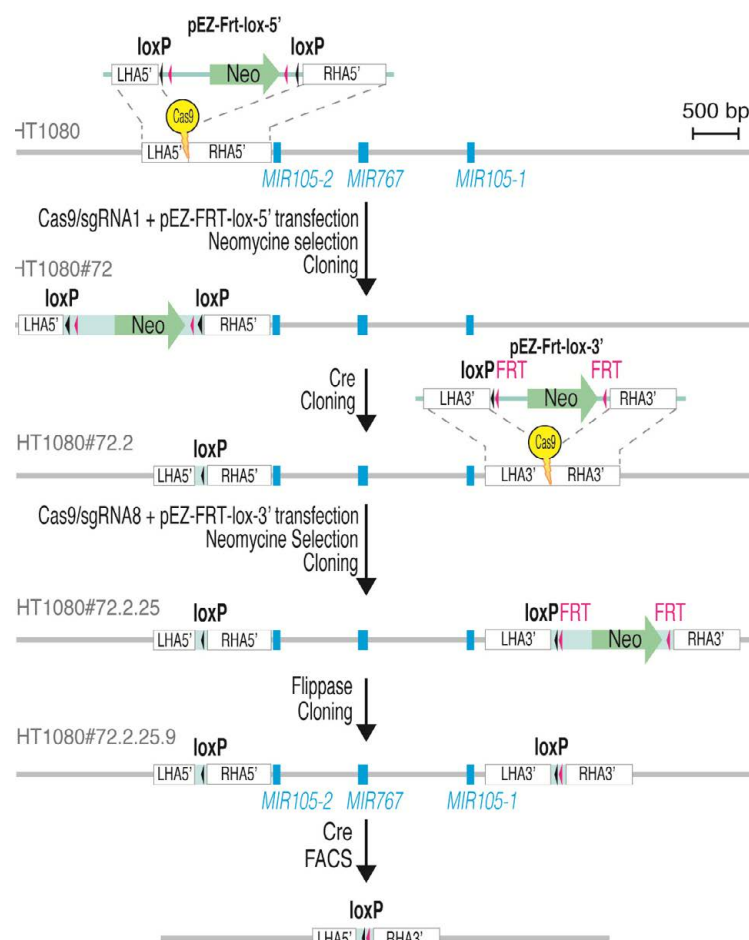 pEZ-Frt-lox-5’
loxP loxP
LHA5’ Neo RHA5’
Cas9
500 bp
HT1080
LHA5’ RHA5’
MIR105-2 MIR767 MIR105-1
Cas9/sgRNA1 + pEZ-FRT-lox-5’ transfection
Neomycine selection
Cloning
HT1080#72
loxP loxP
LHA5’ Neo RHA5’
pEZ-Frt-lox-3’
Cre
Cloning
loxP FRT FRT
LHA3’ Neo RHA3’
Cas9
HT1080#72.2
loxP
LHA5’ RHA5’ LHA3’ RHA3’
Cas9/sgRNA8 + pEZ-FRT-lox-3’ transfection
Neomycine Selection
Cloning
HT1080#72.2.25
loxP loxP FRT FRT
LHA5’ RHA5’ LHA3’ Neo RHA3’
Flippase
Cloning
HT1080#72.2.25.9
loxP loxP
LHA5’ RHA5’ LHA3’ RHA3’
MIR105-2 MIR767 MIR105-1
Cre
FACS
loxP
LHA5’ RHA3’